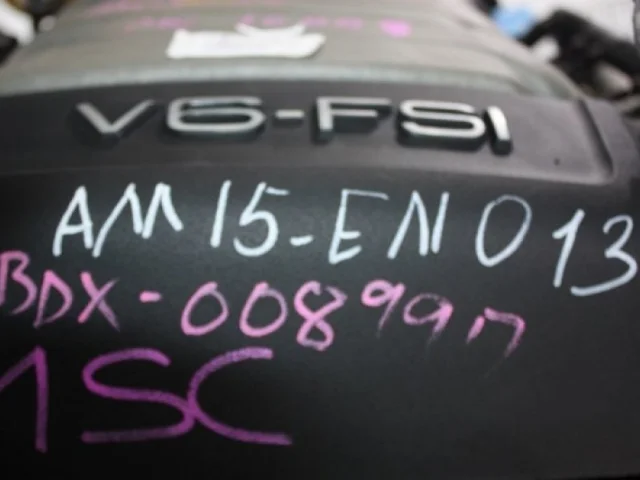 V6-FSI
AM15-EN013
BDX-008997
1SC